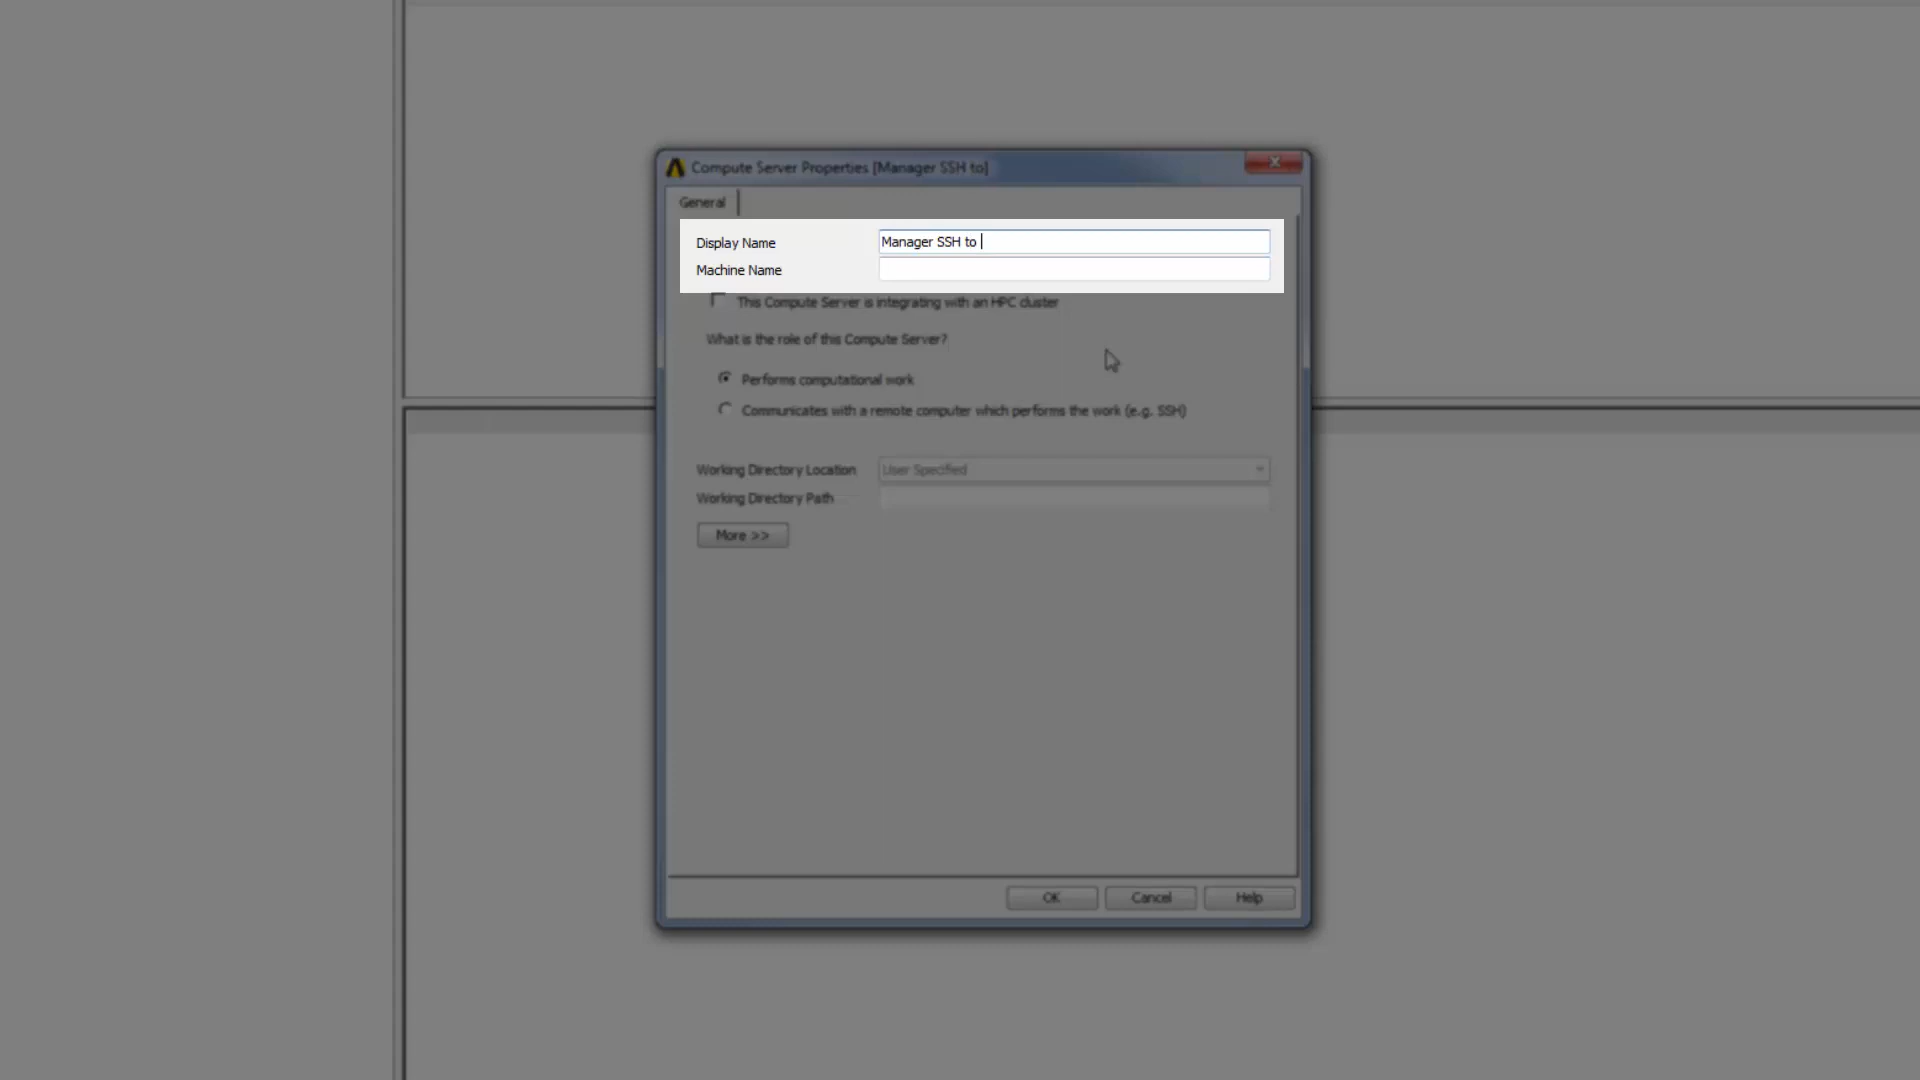 Compute Server Properties [Manager SSH to]
General
Display Name Manager SSH to
Machine Name
This Compute Server is integrating with an HPC cluster
What is the role of this Compute Server?
Performs computational work
Communicates with a remote computer which performs the work (e.g. SSH)
Working Directory Location User Specified
Working Directory Path
More >>
OK Cancel Help